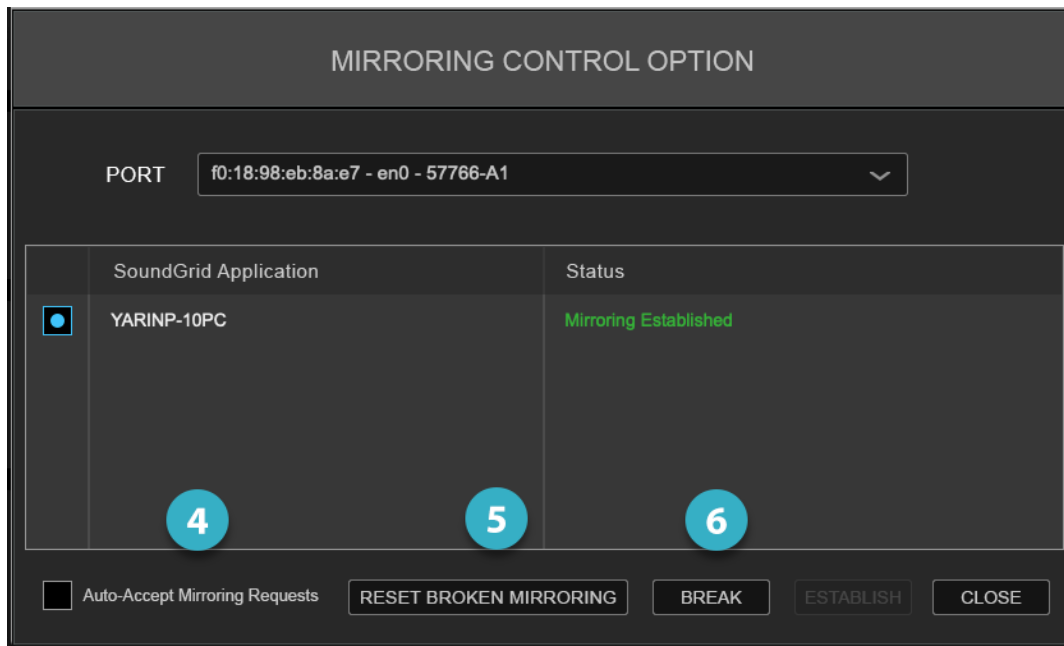 MIRRORING CONTROL OPTION
PORT f0:18:98:eb:8a:e7 - en0 - 57766-A1
SoundGrid Application Status
YARINP-10PC Mirroring Established
4 5 6
Auto-Accept Mirroring Requests RESET BROKEN MIRRORING BREAK ESTABLISH CLOSE